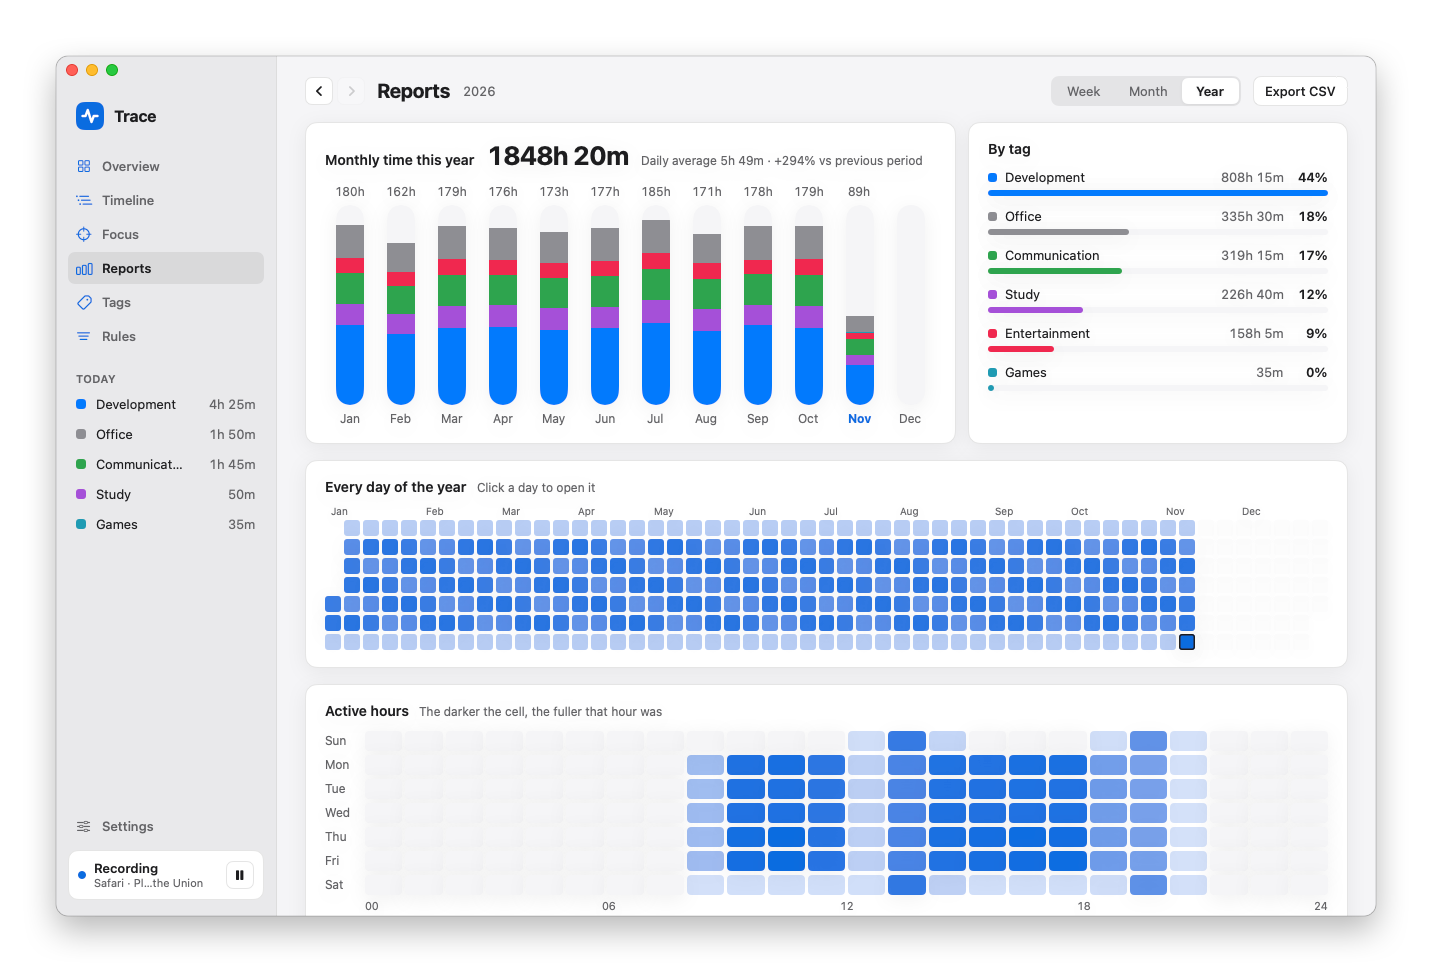 Trace
Overview
Timeline
Focus
Reports
Tags
Rules
TODAY
Development 4h 25m
Office 1h 50m
Communicat... 1h 45m
Study 50m
Games 35m
Settings
Recording
Safari · Pl...the Union
Reports 2026
Week Month Year Export CSV
Monthly time this year 1848h 20m Daily average 5h 49m · +294% vs previous period
180h 162h 179h 176h 173h 177h 185h 171h 178h 179h 89h
Jan Feb Mar Apr May Jun Jul Aug Sep Oct Nov Dec
By tag
Development 808h 15m 44%
Office 335h 30m 18%
Communication 319h 15m 17%
Study 226h 40m 12%
Entertainment 158h 5m 9%
Games 35m 0%
Every day of the year Click a day to open it
Jan Feb Mar Apr May Jun Jul Aug Sep Oct Nov Dec
Active hours The darker the cell, the fuller that hour was
Sun
Mon
Tue
Wed
Thu
Fri
Sat
00 06 12 18 24